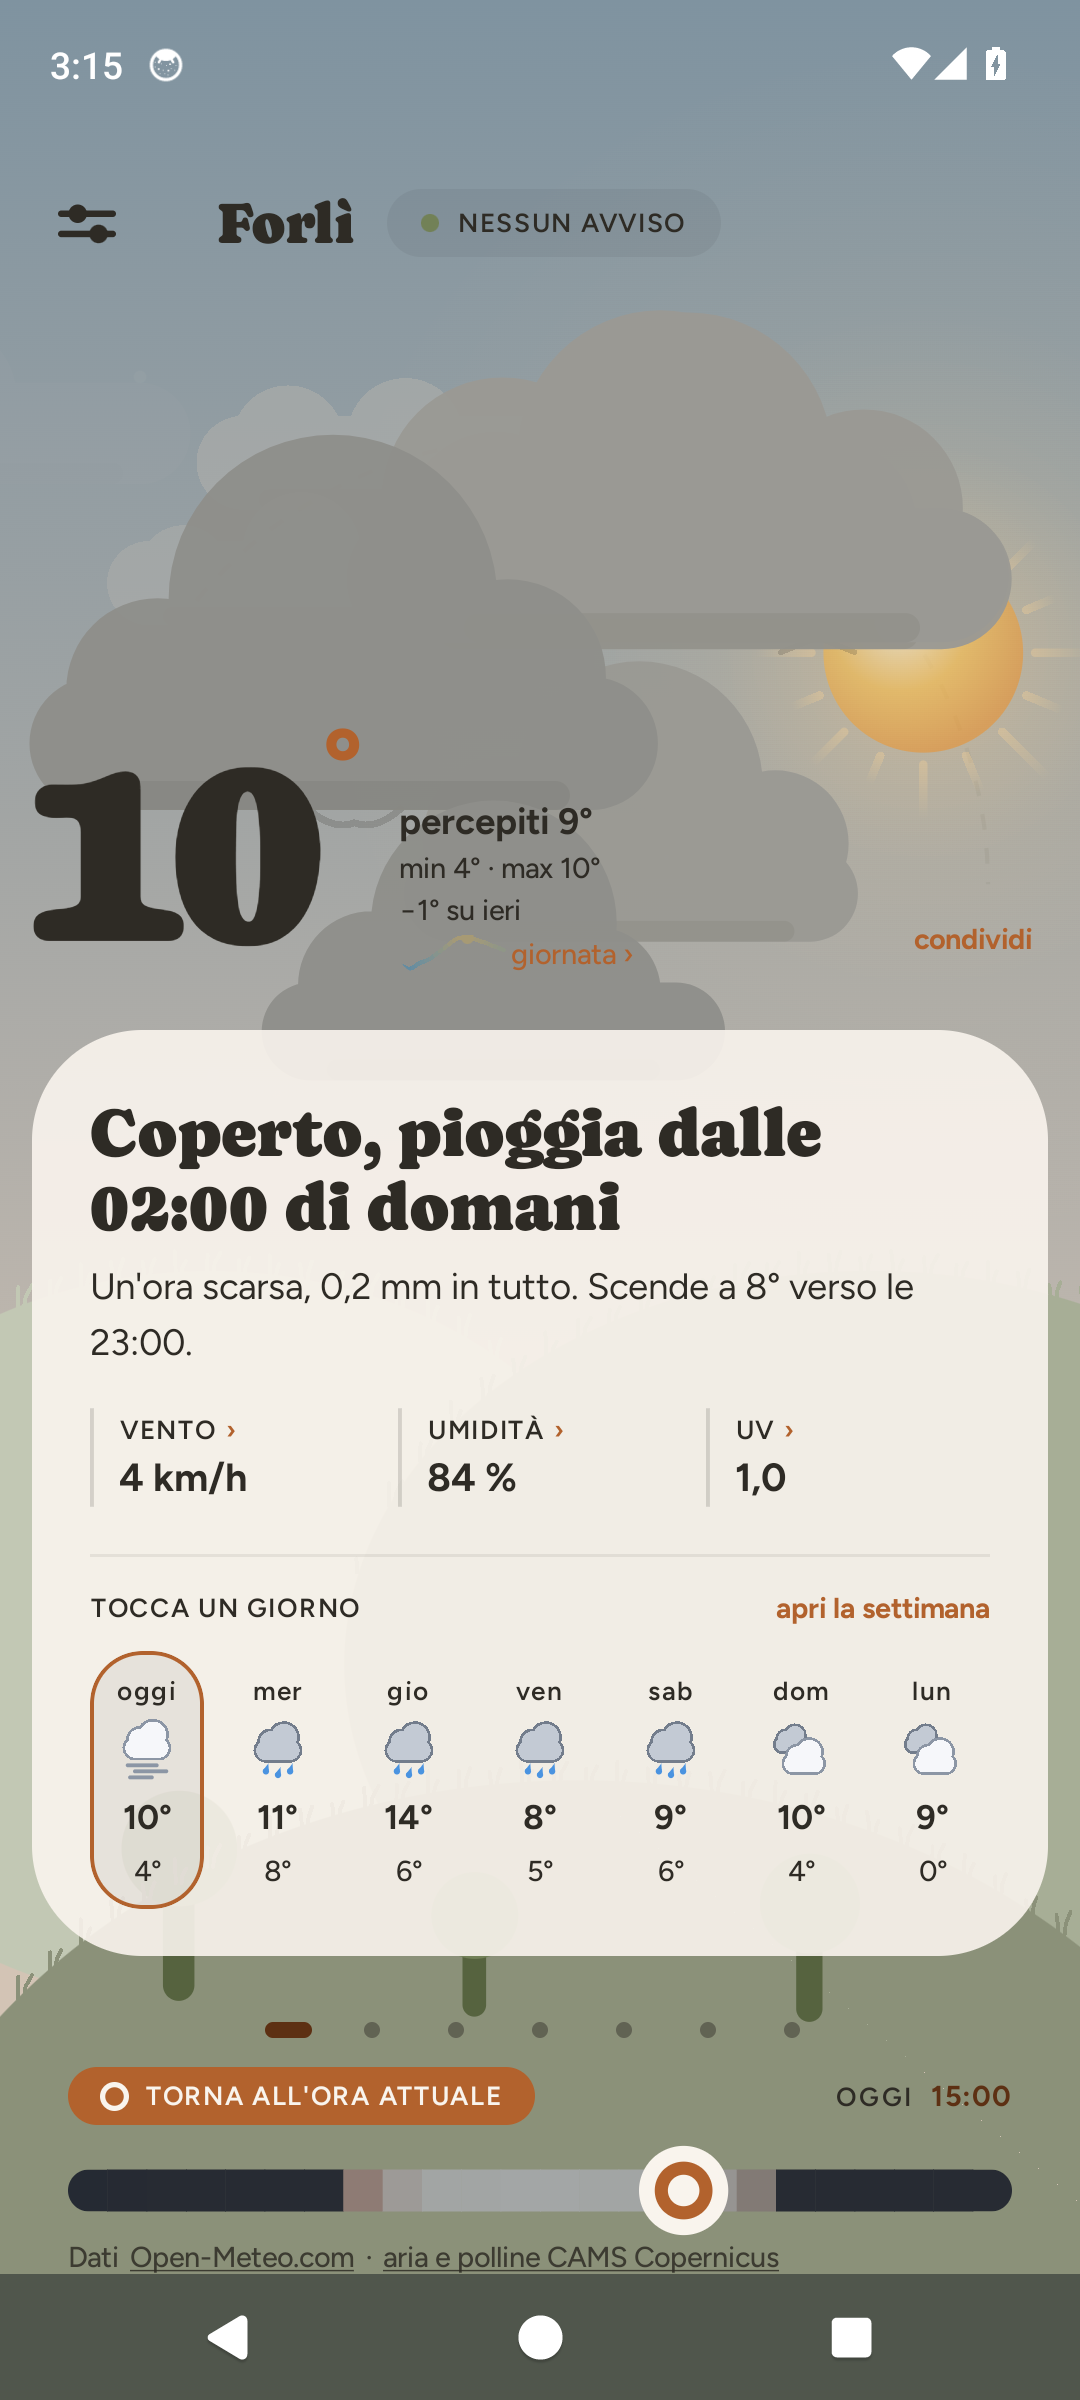 3:15
Forlì
NESSUN AVVISO
10°
percepiti 9°
min 4° · max 10°
−1° su ieri
giornata ›
condividi
Coperto, pioggia dalle
02:00 di domani
Un'ora scarsa, 0,2 mm in tutto. Scende a 8° verso le
23:00.
VENTO › UMIDITÀ › UV ›
4 km/h 84 % 1,0
TOCCA UN GIORNO apri la settimana
oggi mer gio ven sab dom lun
10° 11° 14° 8° 9° 10° 9°
4° 8° 6° 5° 6° 4° 0°
TORNA ALL'ORA ATTUALE OGGI 15:00
Dati Open-Meteo.com · aria e polline CAMS Copernicus